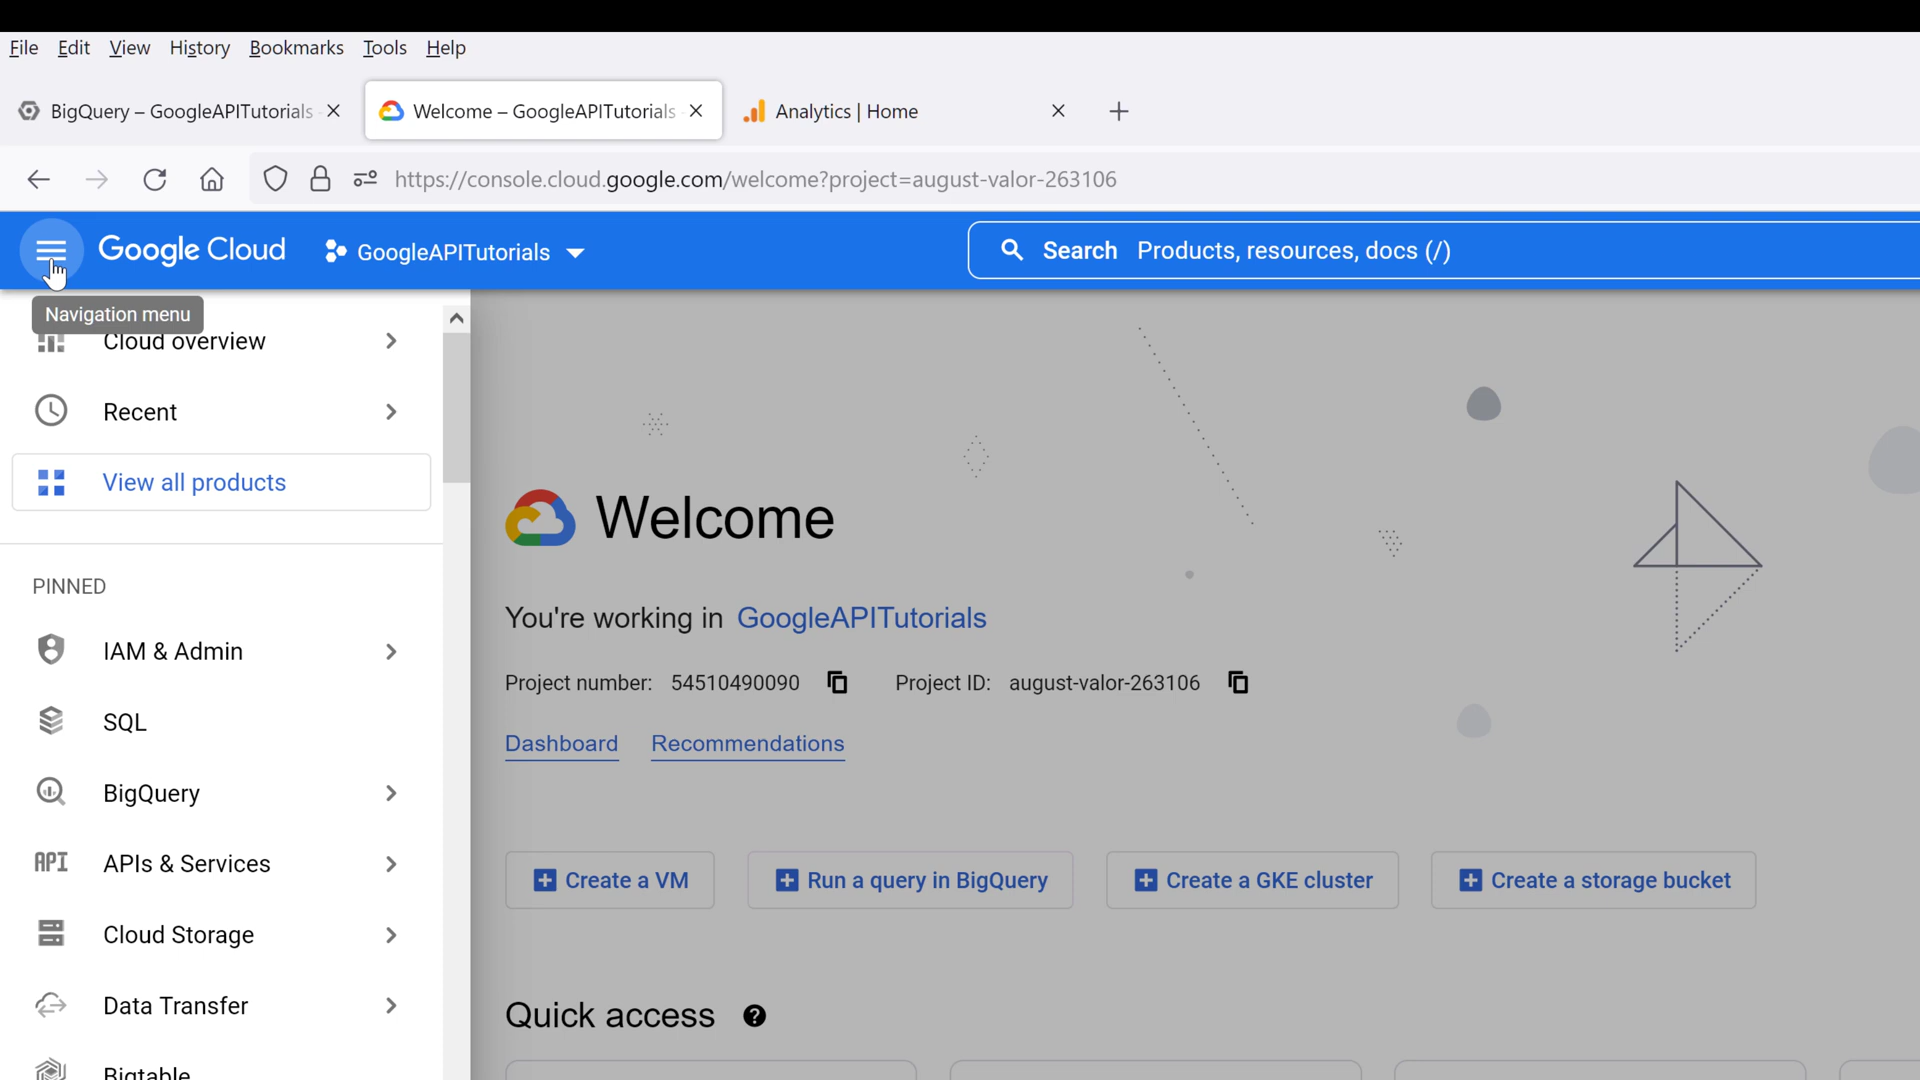 File Edit View History Bookmarks Tools Help
BigQuery – GoogleAPITutorials Welcome – GoogleAPITutorials Analytics | Home
https://console.cloud.google.com/welcome?project=august-valor-263106
Google Cloud GoogleAPITutorials Search Products, resources, docs (/)
Navigation menu
Cloud overview
Recent
View all products
PINNED
IAM & Admin
SQL
BigQuery
API APIs & Services
Cloud Storage
Data Transfer
Bigtable
Welcome
You're working in GoogleAPITutorials
Project number: 54510490090 Project ID: august-valor-263106
Dashboard Recommendations
Create a VM Run a query in BigQuery Create a GKE cluster Create a storage bucket
Quick access ?